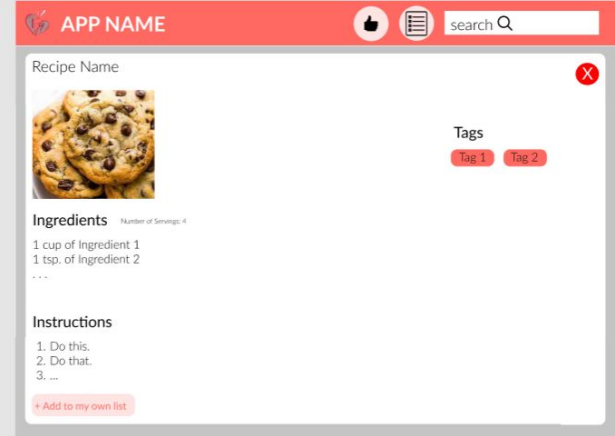 APP NAME
search
Recipe Name
X
Tags
Tag 1 Tag 2
Ingredients Number of Servings: 4
1 cup of Ingredient 1
1 tsp. of Ingredient 2
. . .
Instructions
1. Do this.
2. Do that.
3. ...
+ Add to my own list